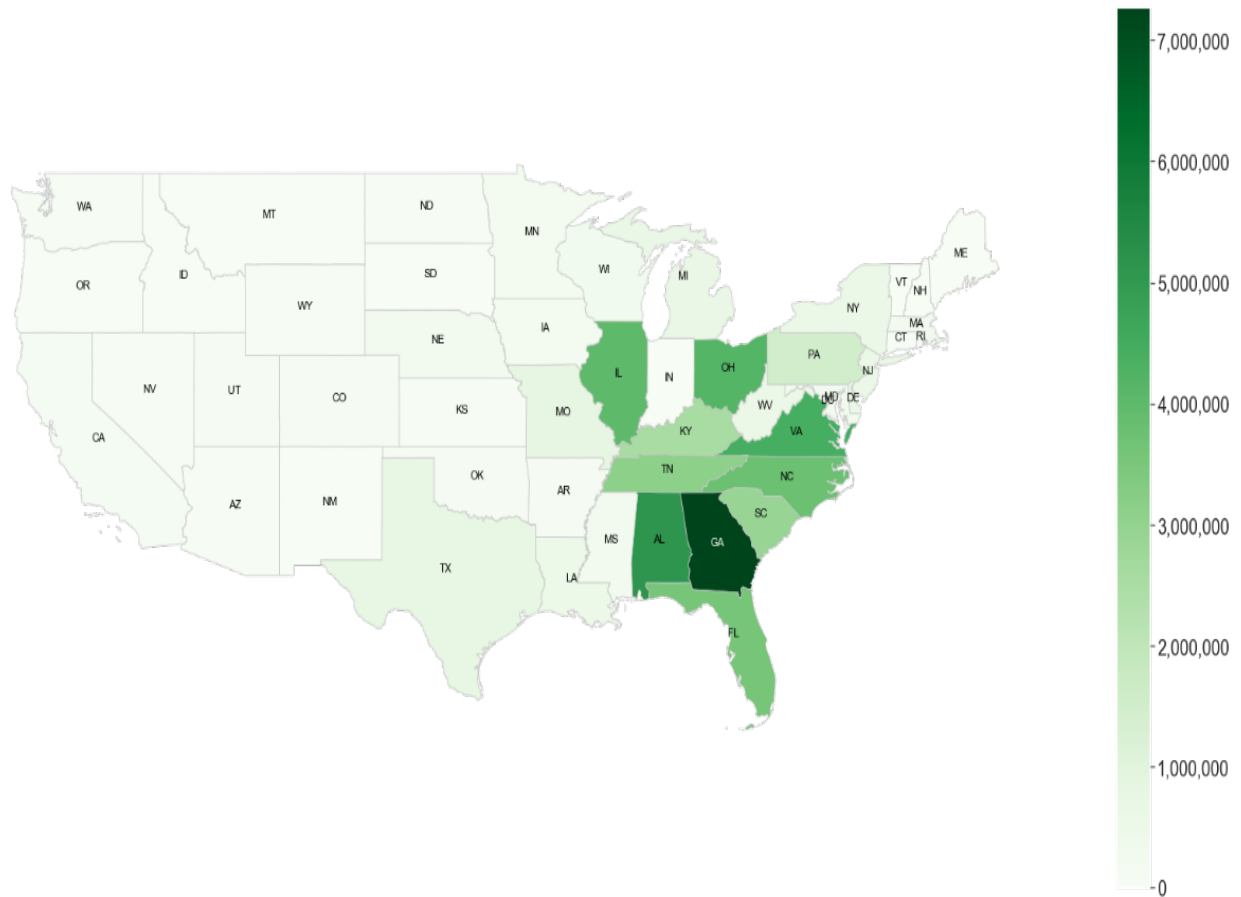 7,000,000
6,000,000
5,000,000
4,000,000
3,000,000
2,000,000
1,000,000
0
WA
MT
ND
MN
ME
OR
ID
SD
WI
MI
VT
NH
WY
NY
MA
IA
CT
RI
NE
PA
NV
UT
CO
IL
IN
OH
NJ
KS
MO
WV
MD
DC
DE
CA
KY
VA
OK
TN
NC
AZ
NM
AR
SC
MS
AL
GA
TX
LA
FL